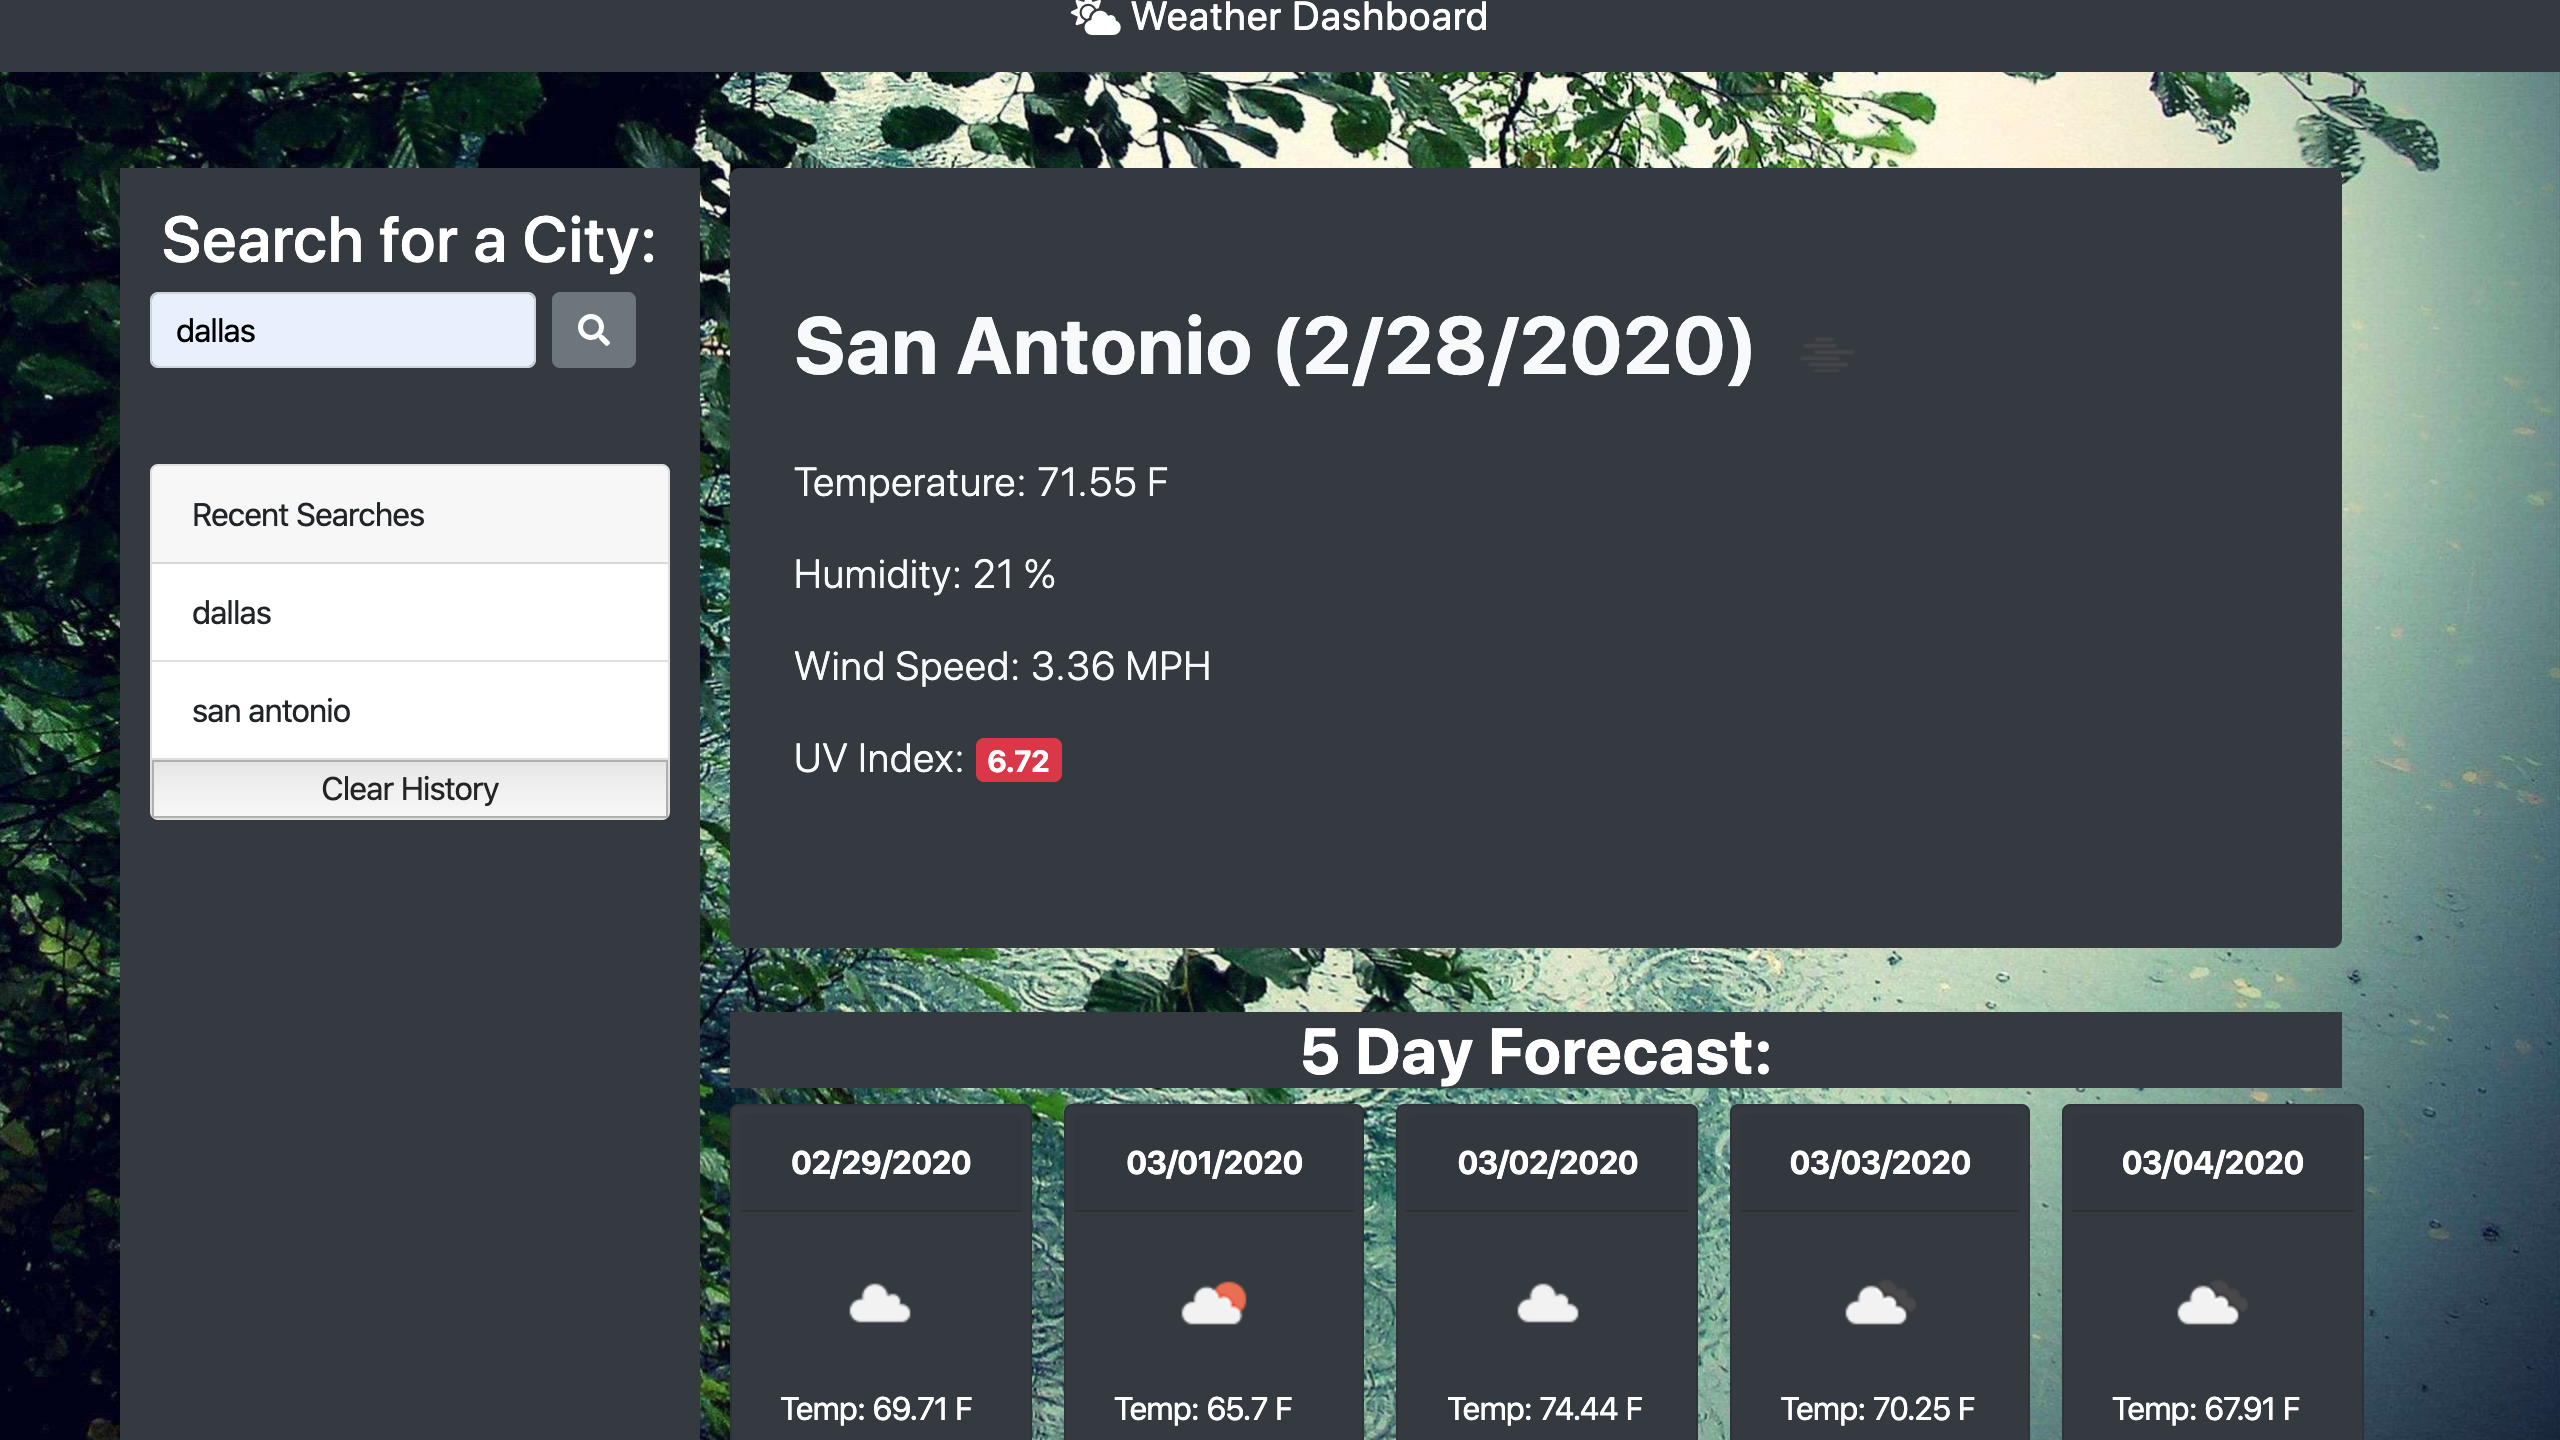 Weather Dashboard
Search for a City:
dallas
Recent Searches
dallas
san antonio
Clear History
San Antonio (2/28/2020)
Temperature: 71.55 F
Humidity: 21 %
Wind Speed: 3.36 MPH
UV Index: 6.72
5 Day Forecast:
02/29/2020
Temp: 69.71 F
03/01/2020
Temp: 65.7 F
03/02/2020
Temp: 74.44 F
03/03/2020
Temp: 70.25 F
03/04/2020
Temp: 67.91 F